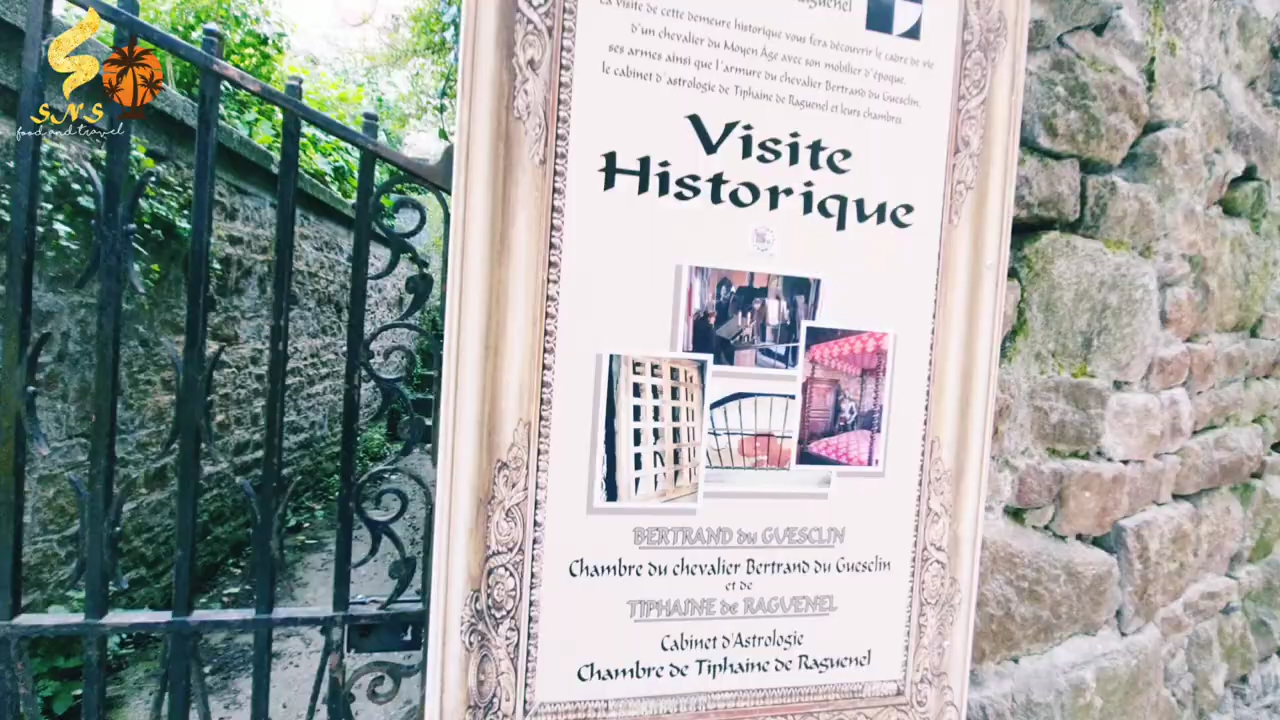 S.N.S
food and travel
Raguenel
La visite de cette demeure historique vous fera découvrir le cadre de vie
d'un chevalier du Moyen Âge avec son mobilier d'époque,
ses armes ainsi que l'armure du chevalier Bertrand du Guesclin,
le cabinet d'astrologie de Tiphaine de Raguenel et leurs chambres.
Visite
Historique
BERTRAND du GUESCLIN
Chambre du chevalier Bertrand du Guesclin
et de
TIPHAINE de RAGUENEL
Cabinet d'Astrologie
Chambre de Tiphaine de Raguenel